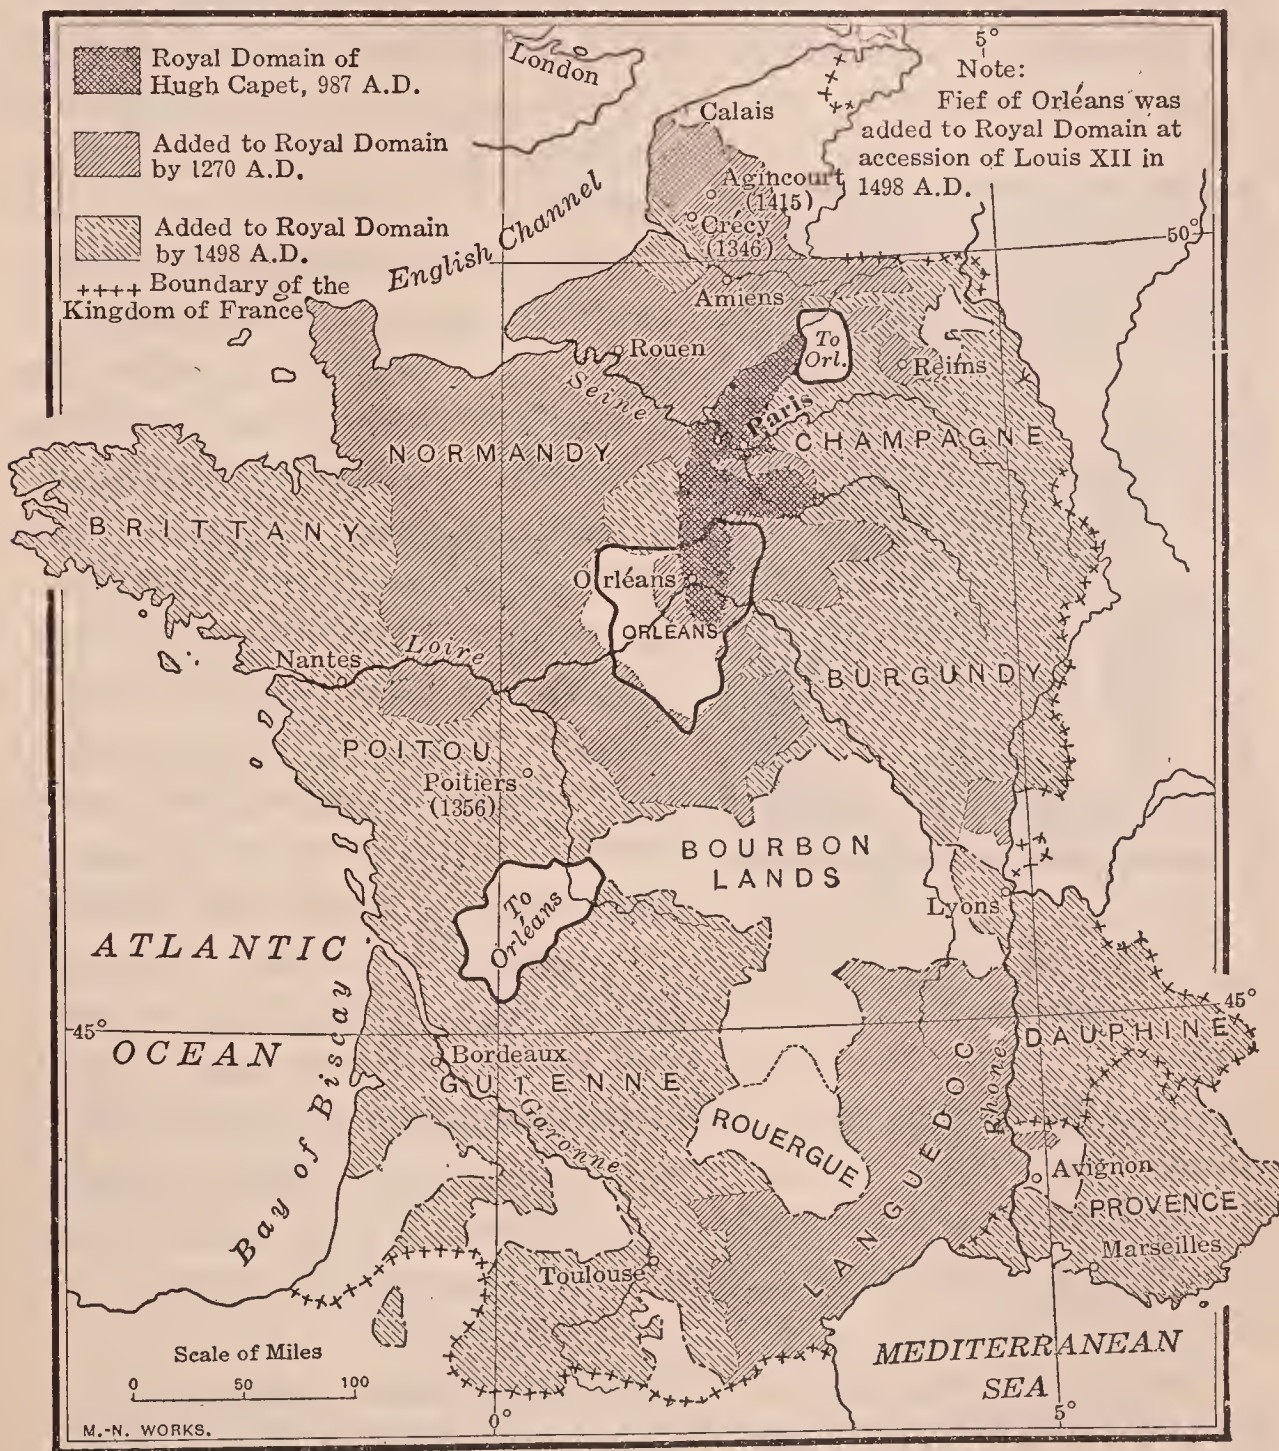 Royal Domain of
Hugh Capet, 987 A.D.
Added to Royal Domain
by 1270 A.D.
Added to Royal Domain
by 1498 A.D.
++++ Boundary of the
Kingdom of France
5°
Note:
Fief of Orléans was
added to Royal Domain at
accession of Louis XII in
1498 A.D.
London
Calais
English Channel
Agincourt
(1415)
Crécy
(1346)
50°
Amiens
To
Orl.
Rouen
Reims
Seine
Paris
NORMANDY
CHAMPAGNE
BRITTANY
Orléans
ORLÉANS
Loire
Nantes
BURGUNDY
POITOU
Poitiers
(1356)
BOURBON
LANDS
Lyons
To
Orléans
ATLANTIC
OCEAN
45°
45°
Bay of Biscay
Bordeaux
GUIENNE
Garonne
DAUPHINE
Rhone
ROUERGUE
LANGUEDOC
Avignon
PROVENCE
Marseilles
Toulouse
MEDITERRANEAN
SEA
Scale of Miles
0 50 100
M.-N. WORKS.
0°
5°